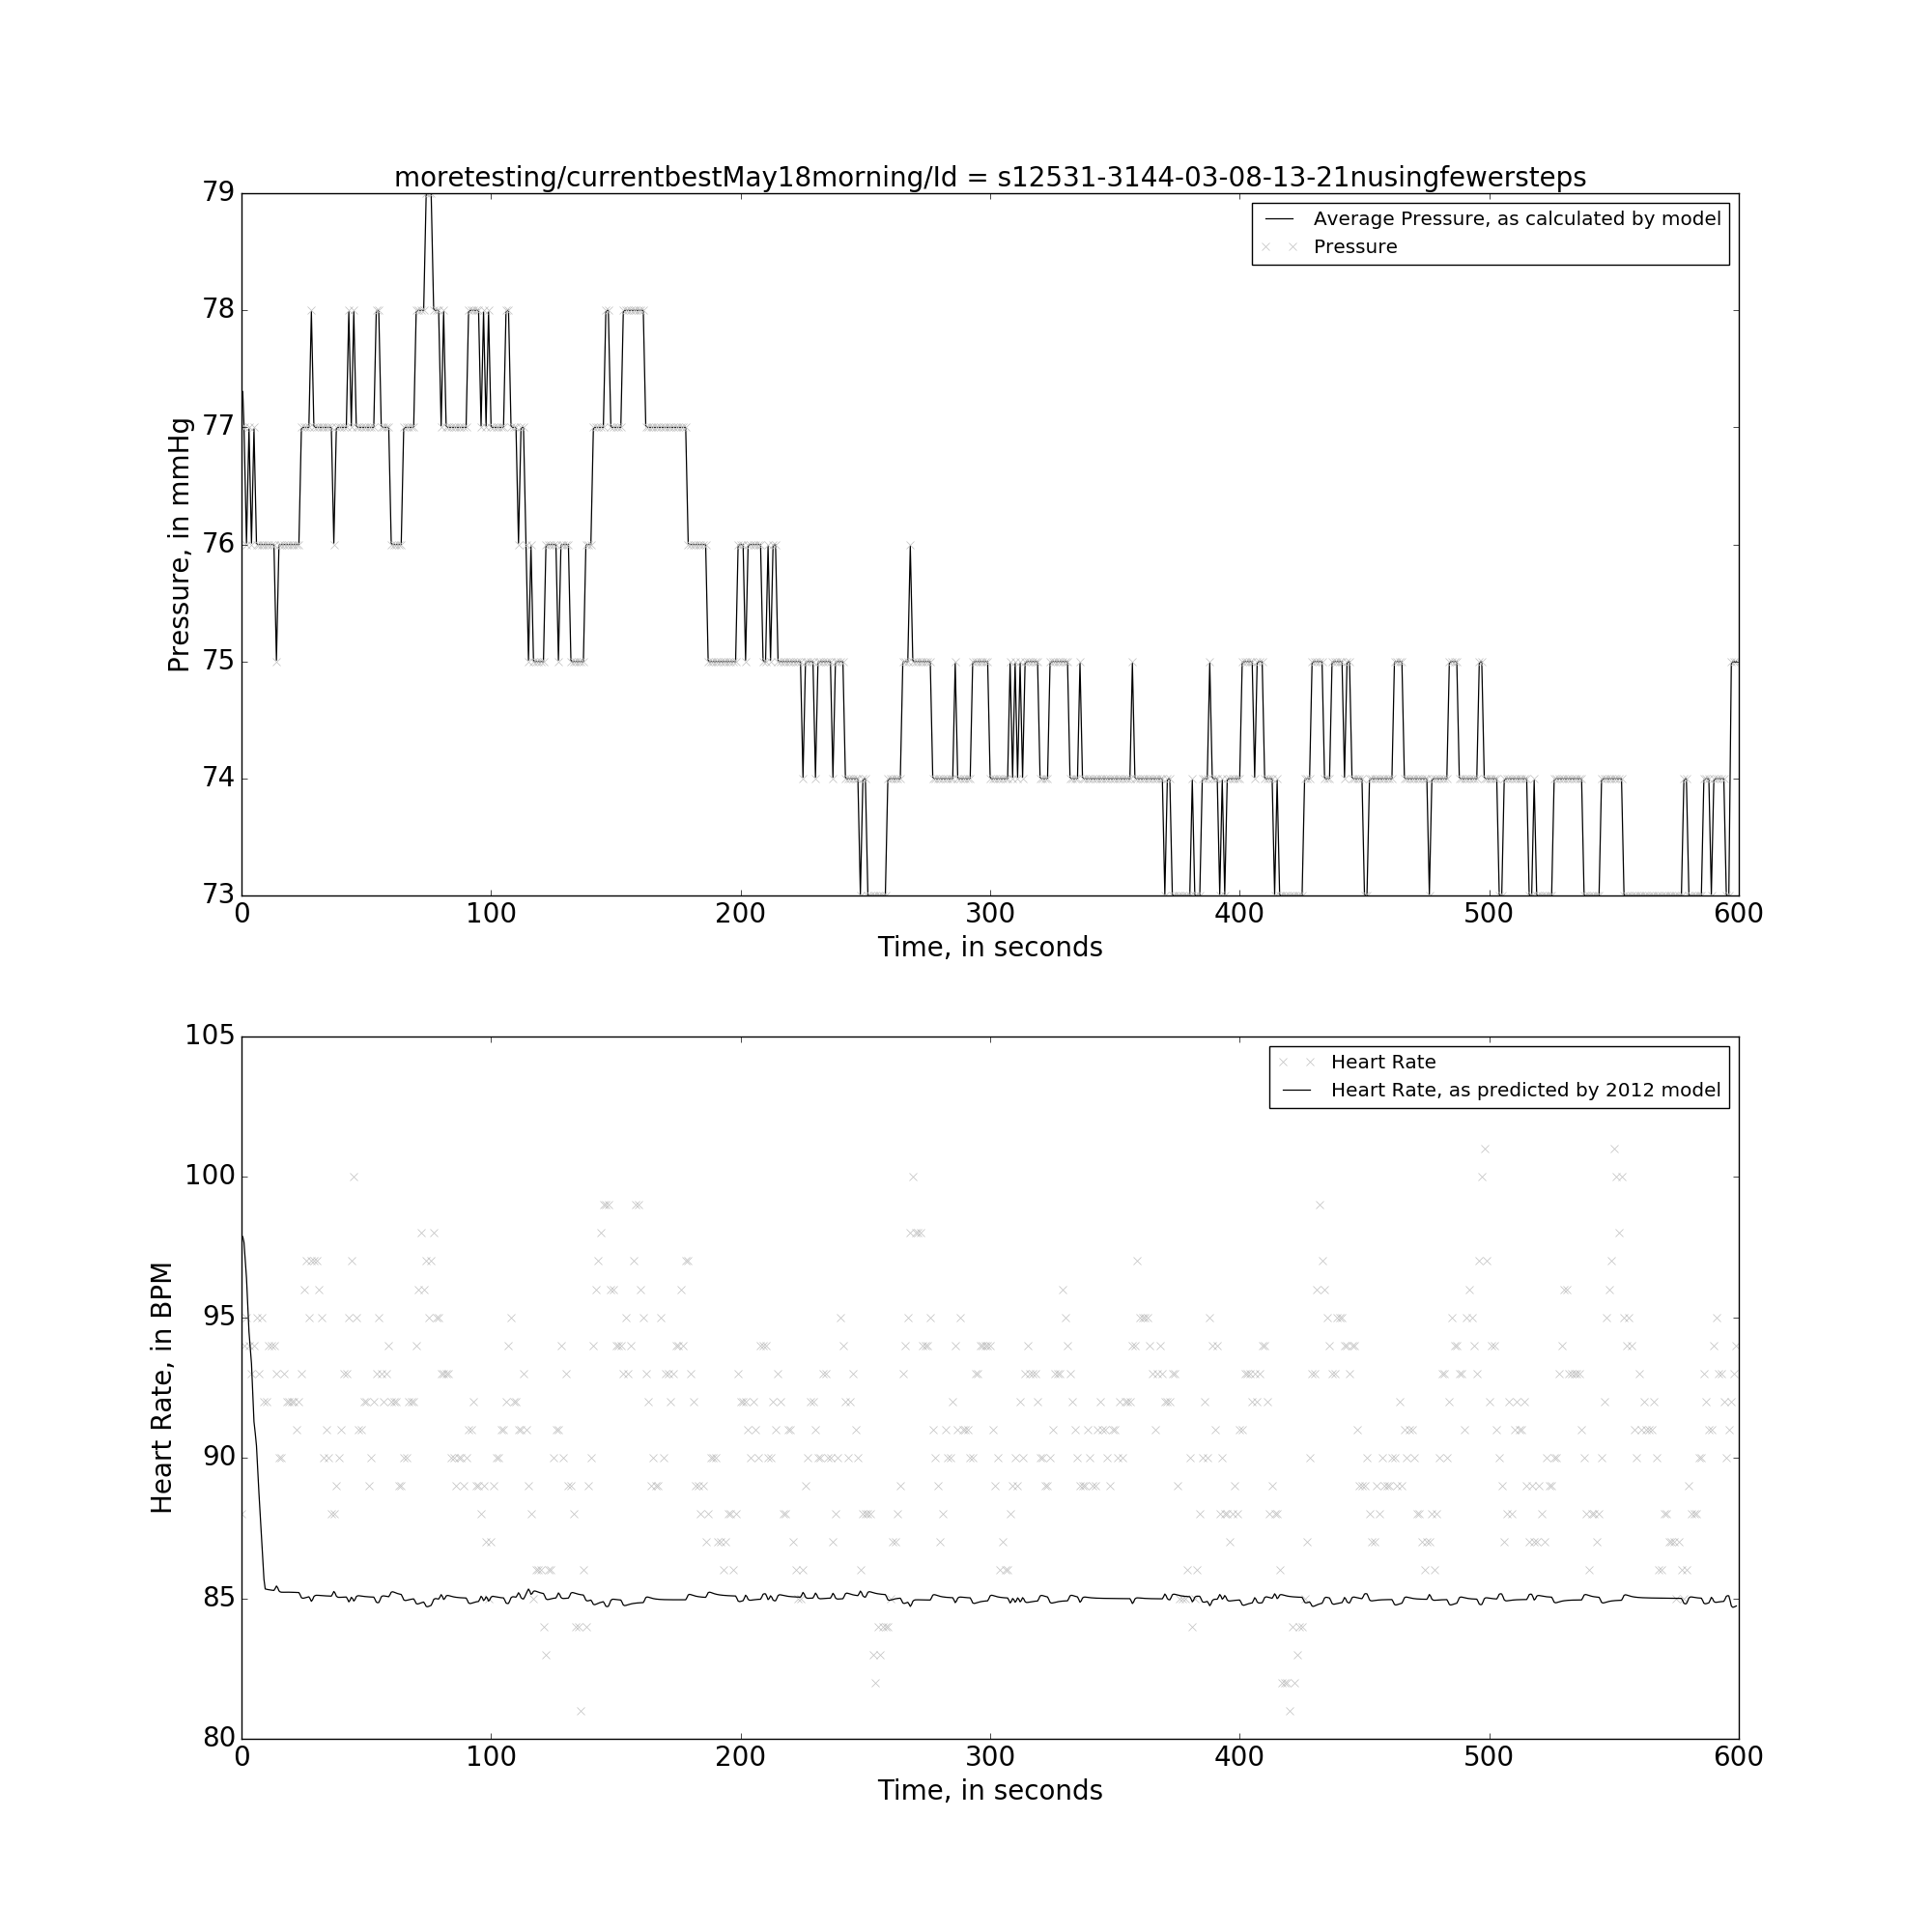 moretesting/currentbestMay18morning/Id = s12531-3144-03-08-13-21nusingfewersteps
79
78
77
76
75
74
73
Pressure, in mmHg
Average Pressure, as calculated by model
Pressure
0 100 200 300 400 500 600
Time, in seconds
105
100
95
90
85
80
Heart Rate, in BPM
Heart Rate
Heart Rate, as predicted by 2012 model
0 100 200 300 400 500 600
Time, in seconds